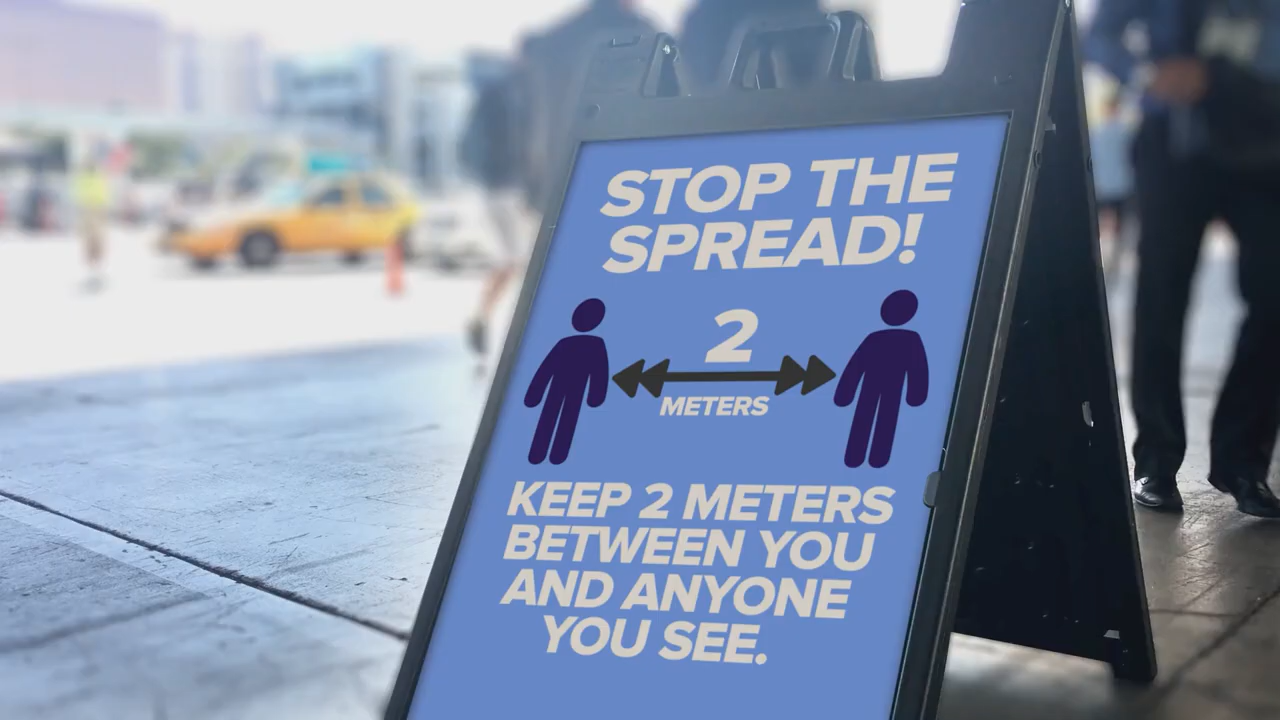 STOP THE
SPREAD!
2
METERS
KEEP 2 METERS
BETWEEN YOU
AND ANYONE
YOU SEE.